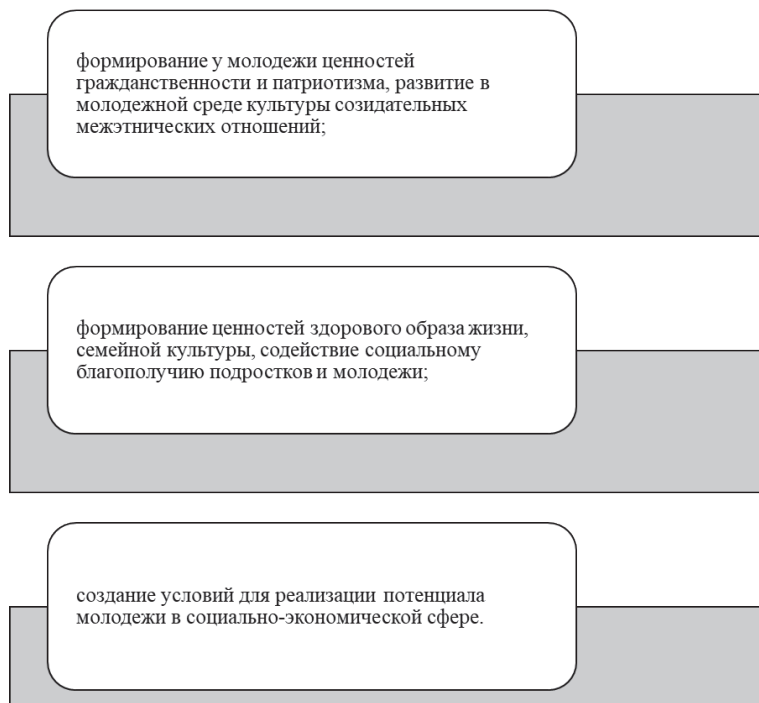 формирование у молодежи ценностей
гражданственности и патриотизма, развитие в
молодежной среде культуры созидательных
межэтнических отношений;
формирование ценностей здорового образа жизни,
семейной культуры, содействие социальному
благополучию подростков и молодежи;
создание условий для реализации потенциала
молодежи в социально-экономической сфере.